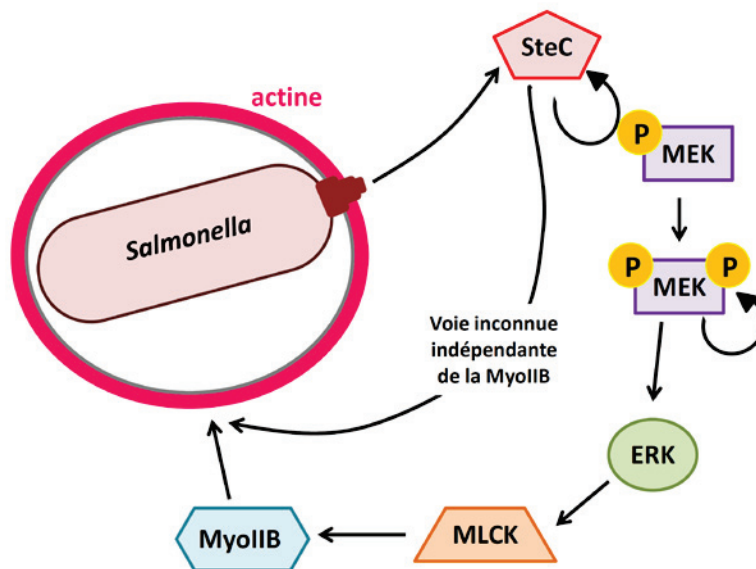 SteC
actine
P
MEK
Salmonella
P
P
MEK
Voie inconnue
indépendante
de la MyoIIB
ERK
MyoIIB
MLCK